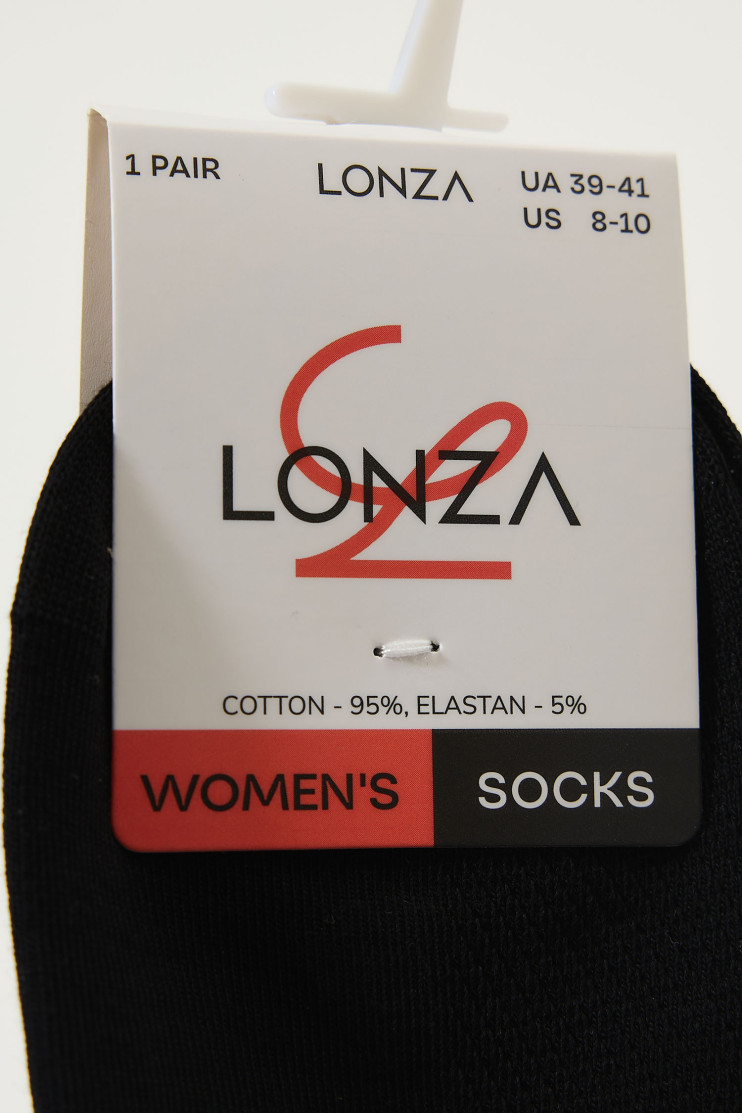 1 PAIR
LONZΛ
UA 39-41
US 8-10
LONZΛ
COTTON - 95%, ELASTAN - 5%
WOMEN'S SOCKS